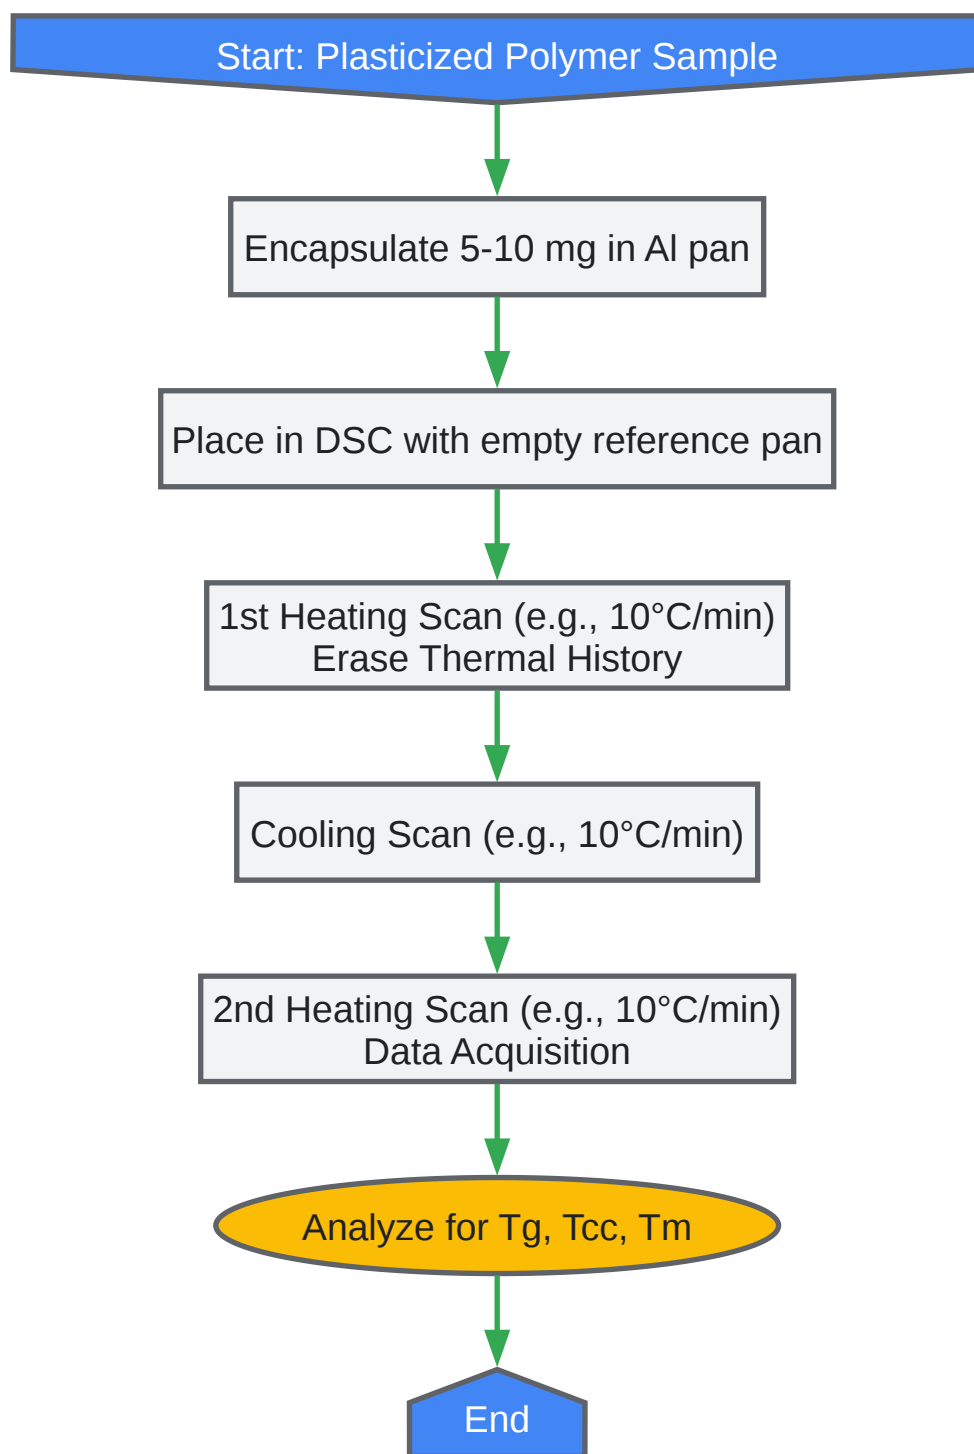 Start: Plasticized Polymer Sample
Encapsulate 5-10 mg in Al pan
Place in DSC with empty reference pan
1st Heating Scan (e.g., 10°C/min)
Erase Thermal History
Cooling Scan (e.g., 10°C/min)
2nd Heating Scan (e.g., 10°C/min)
Data Acquisition
Analyze for Tg, Tcc, Tm
End